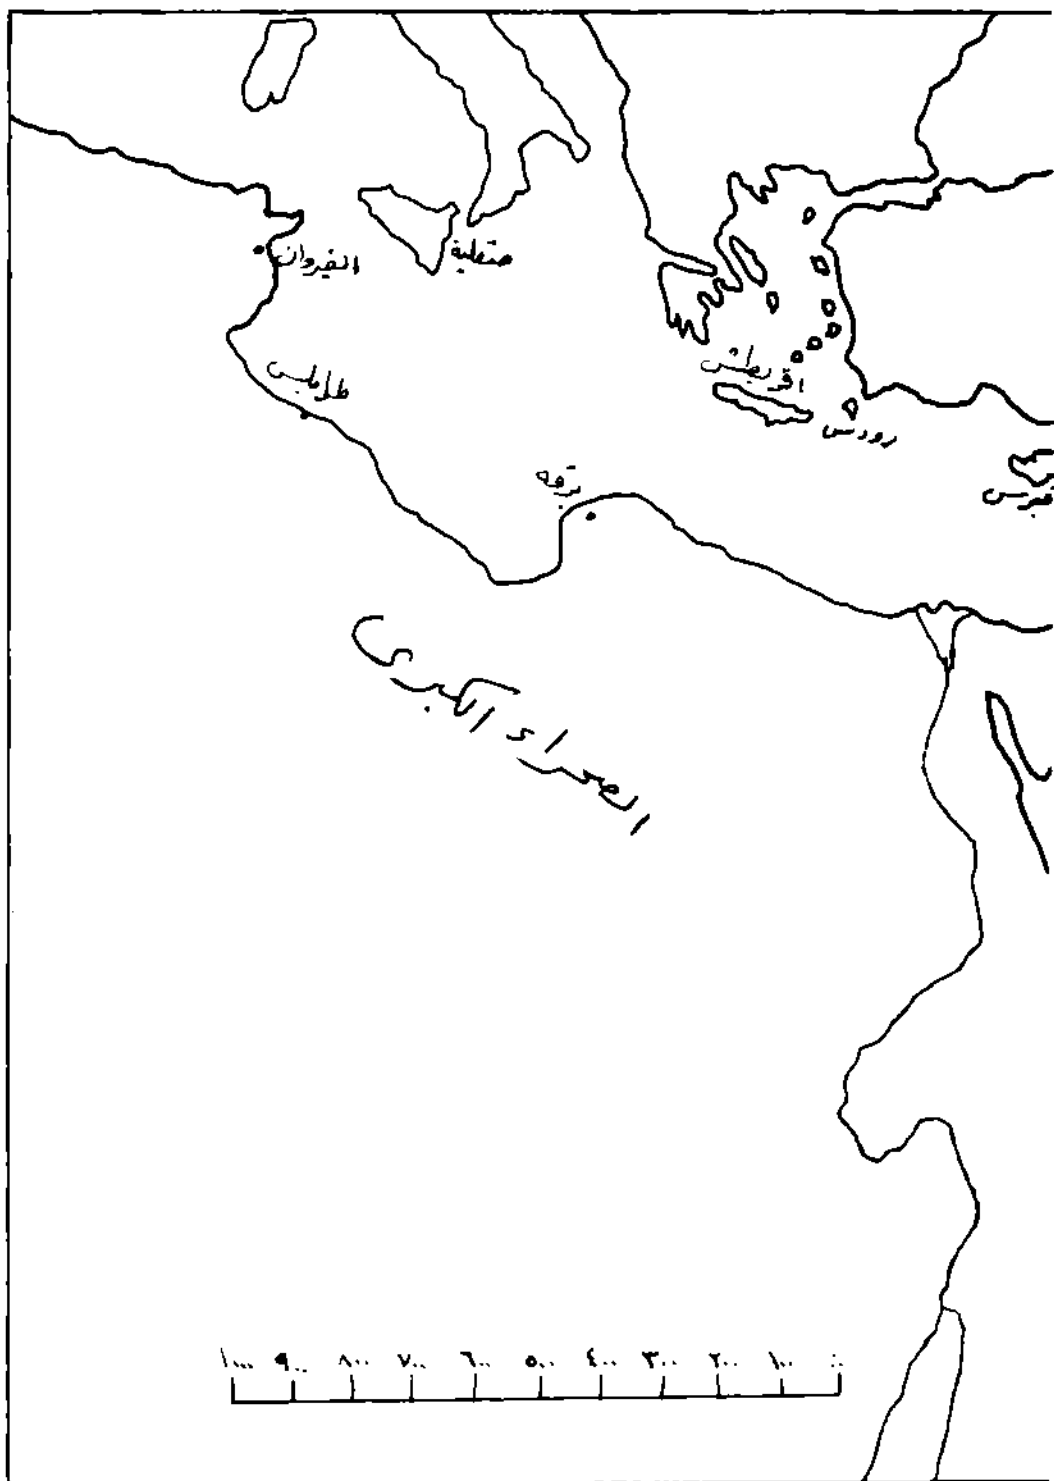 صقلية
القيروان
طرابلس
اقريطش
رودس
قبرس
برقه
الصحراء الكبرى
١٠٠٠ ٩٠٠ ٨٠٠ ٧٠٠ ٦٠٠ ٥٠٠ ٤٠٠ ٣٠٠ ٢٠٠ ١٠٠ ٠٠